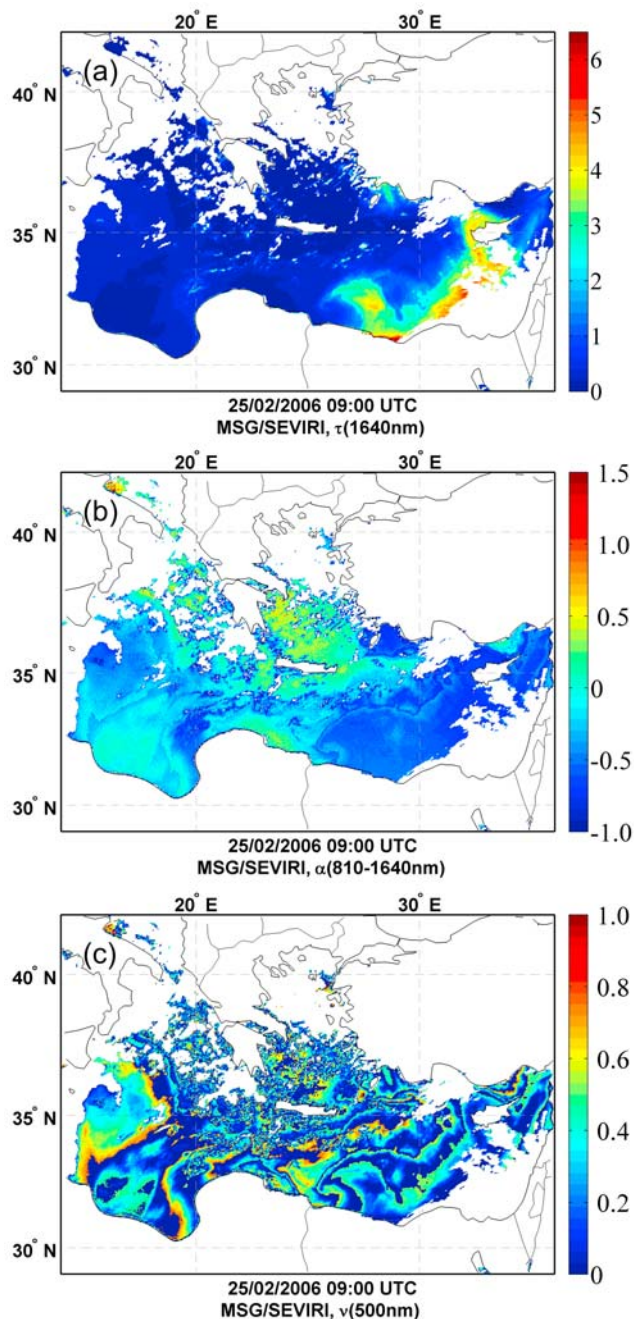 20° E 30° E
(a)
40° N
35° N
30° N
6
5
4
3
2
1
0
25/02/2006 09:00 UTC
MSG/SEVIRI, τ(1640nm)
20° E 30° E
(b)
40° N
35° N
30° N
1.5
1.0
0.5
0
-0.5
-1.0
25/02/2006 09:00 UTC
MSG/SEVIRI, α(810-1640nm)
20° E 30° E
(c)
40° N
35° N
30° N
1.0
0.8
0.6
0.4
0.2
0
25/02/2006 09:00 UTC
MSG/SEVIRI, ν(500nm)